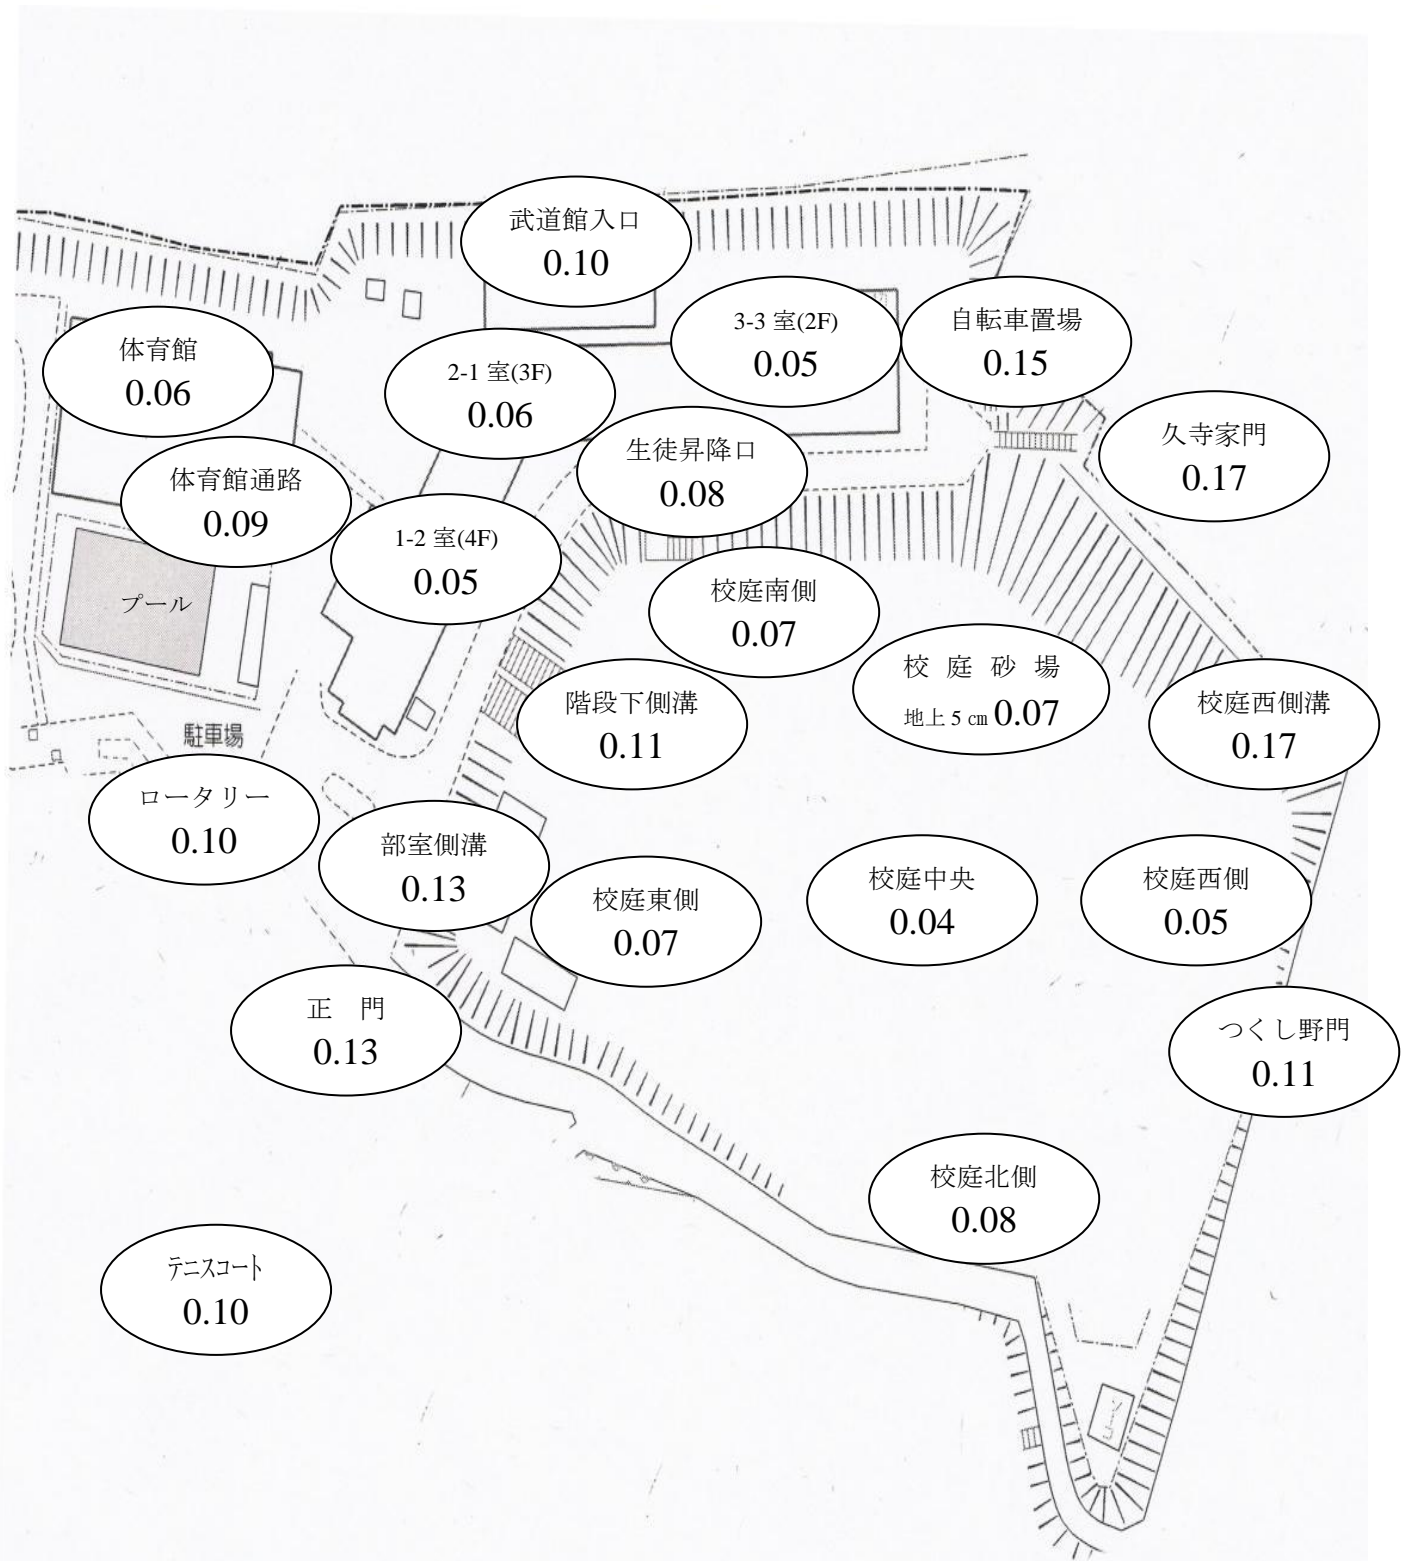 武道館入口
0.10
3-3 室(2F)
0.05
自転車置場
0.15
体育館
0.06
2-1 室(3F)
0.06
生徒昇降口
0.08
久寺家門
0.17
体育館通路
0.09
1-2 室(4F)
0.05
プール
校庭南側
0.07
校 庭 砂 場
地上 5 ㎝ 0.07
階段下側溝
0.11
校庭西側溝
0.17
駐車場
ロータリー
0.10
部室側溝
0.13
校庭東側
0.07
校庭中央
0.04
校庭西側
0.05
正 門
0.13
つくし野門
0.11
校庭北側
0.08
テニスコート
0.10